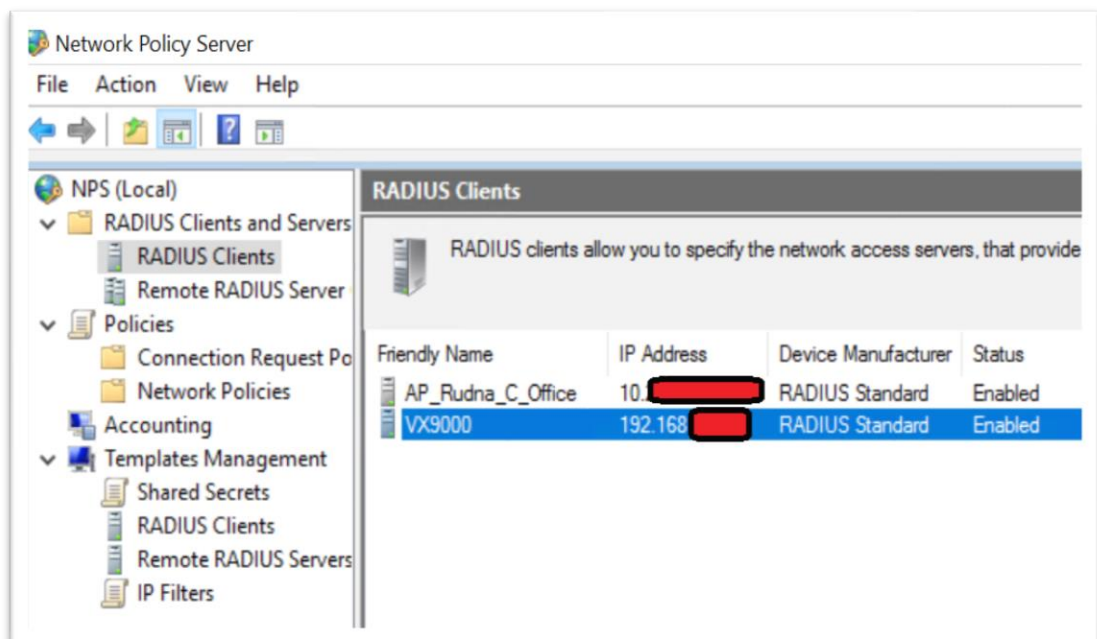 Network Policy Server
File Action View Help
NPS (Local)
RADIUS Clients and Servers
RADIUS Clients
Remote RADIUS Server
Policies
Connection Request Po
Network Policies
Accounting
Templates Management
Shared Secrets
RADIUS Clients
Remote RADIUS Servers
IP Filters
RADIUS Clients
RADIUS clients allow you to specify the network access servers, that provide
Friendly Name IP Address Device Manufacturer Status
AP_Rudna_C_Office 10. RADIUS Standard Enabled
VX9000 192.168 RADIUS Standard Enabled